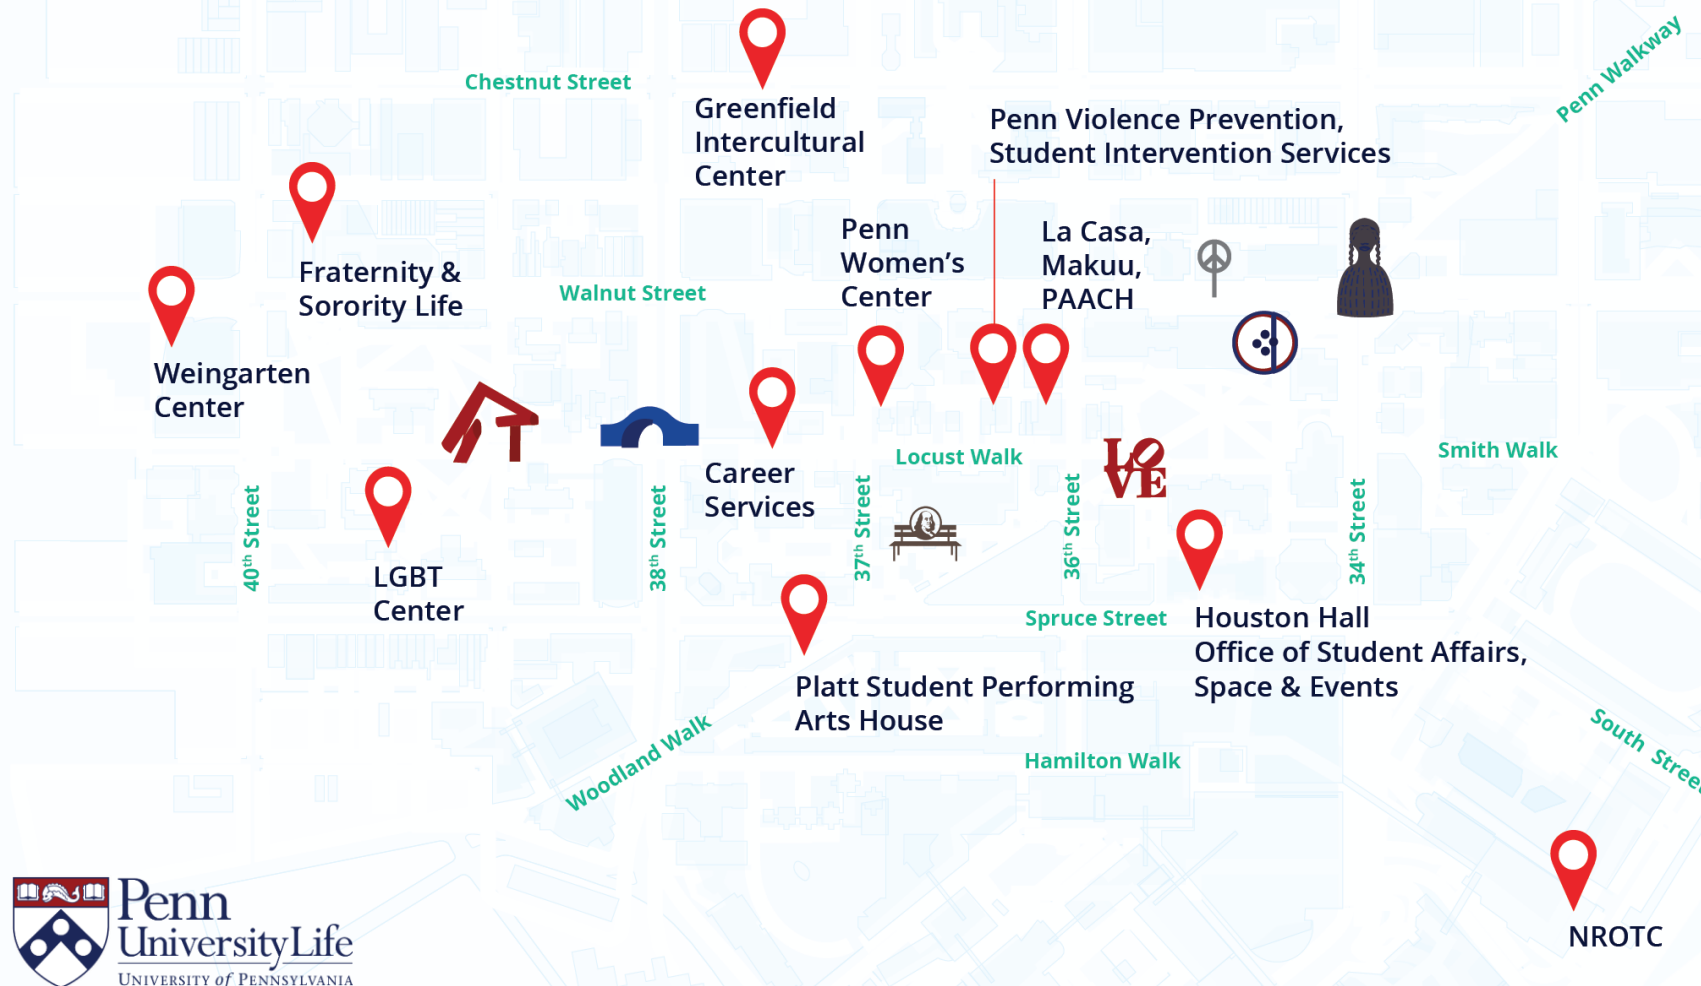 Chestnut Street
Penn Walkway
Greenfield
Intercultural
Center
Penn Violence Prevention,
Student Intervention Services
Fraternity &
Sorority Life
Penn
Women’s
Center
La Casa,
Makuu,
PAACH
Walnut Street
Weingarten
Center
Career
Services
Locust Walk
LOVE
Smith Walk
40th Street
38th Street
37th Street
36th Street
34th Street
LGBT
Center
Spruce Street
Houston Hall
Office of Student Affairs,
Space & Events
Platt Student Performing
Arts House
Woodland Walk
Hamilton Walk
South Street
NROTC
Penn
University Life
UNIVERSITY of PENNSYLVANIA